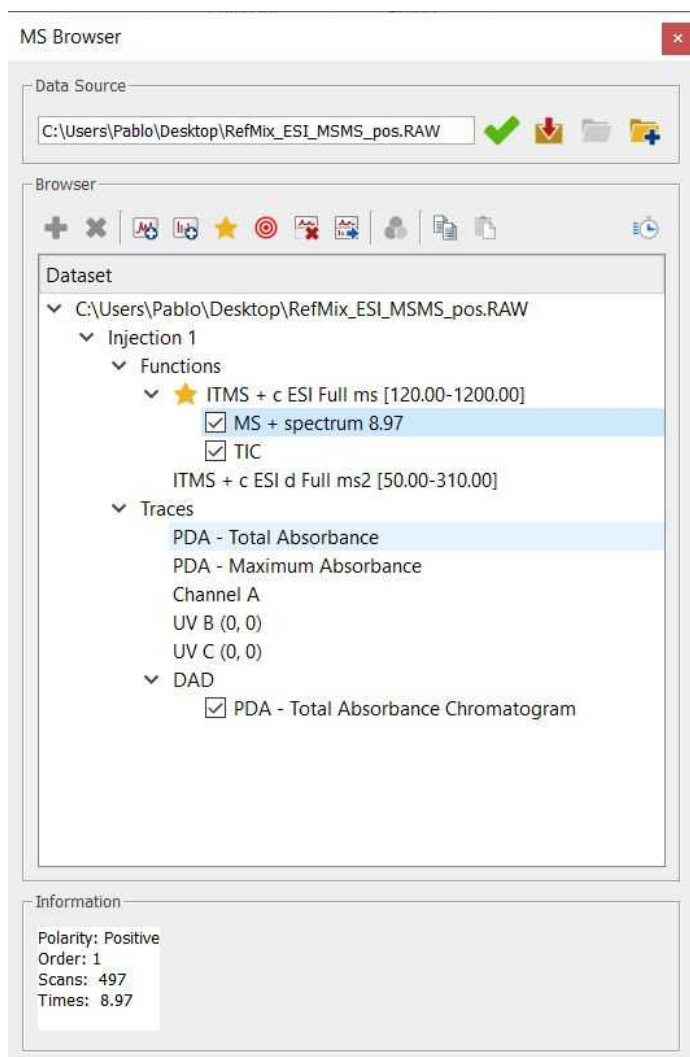 MS Browser
Data Source
C:\Users\Pablo\Desktop\RefMix_ESI_MSMS_pos.RAW
Browser
Dataset
C:\Users\Pablo\Desktop\RefMix_ESI_MSMS_pos.RAW
Injection 1
Functions
ITMS + c ESI Full ms [120.00-1200.00]
MS + spectrum 8.97
TIC
ITMS + c ESI d Full ms2 [50.00-310.00]
Traces
PDA - Total Absorbance
PDA - Maximum Absorbance
Channel A
UV B (0, 0)
UV C (0, 0)
DAD
PDA - Total Absorbance Chromatogram
Information
Polarity: Positive
Order: 1
Scans: 497
Times: 8.97